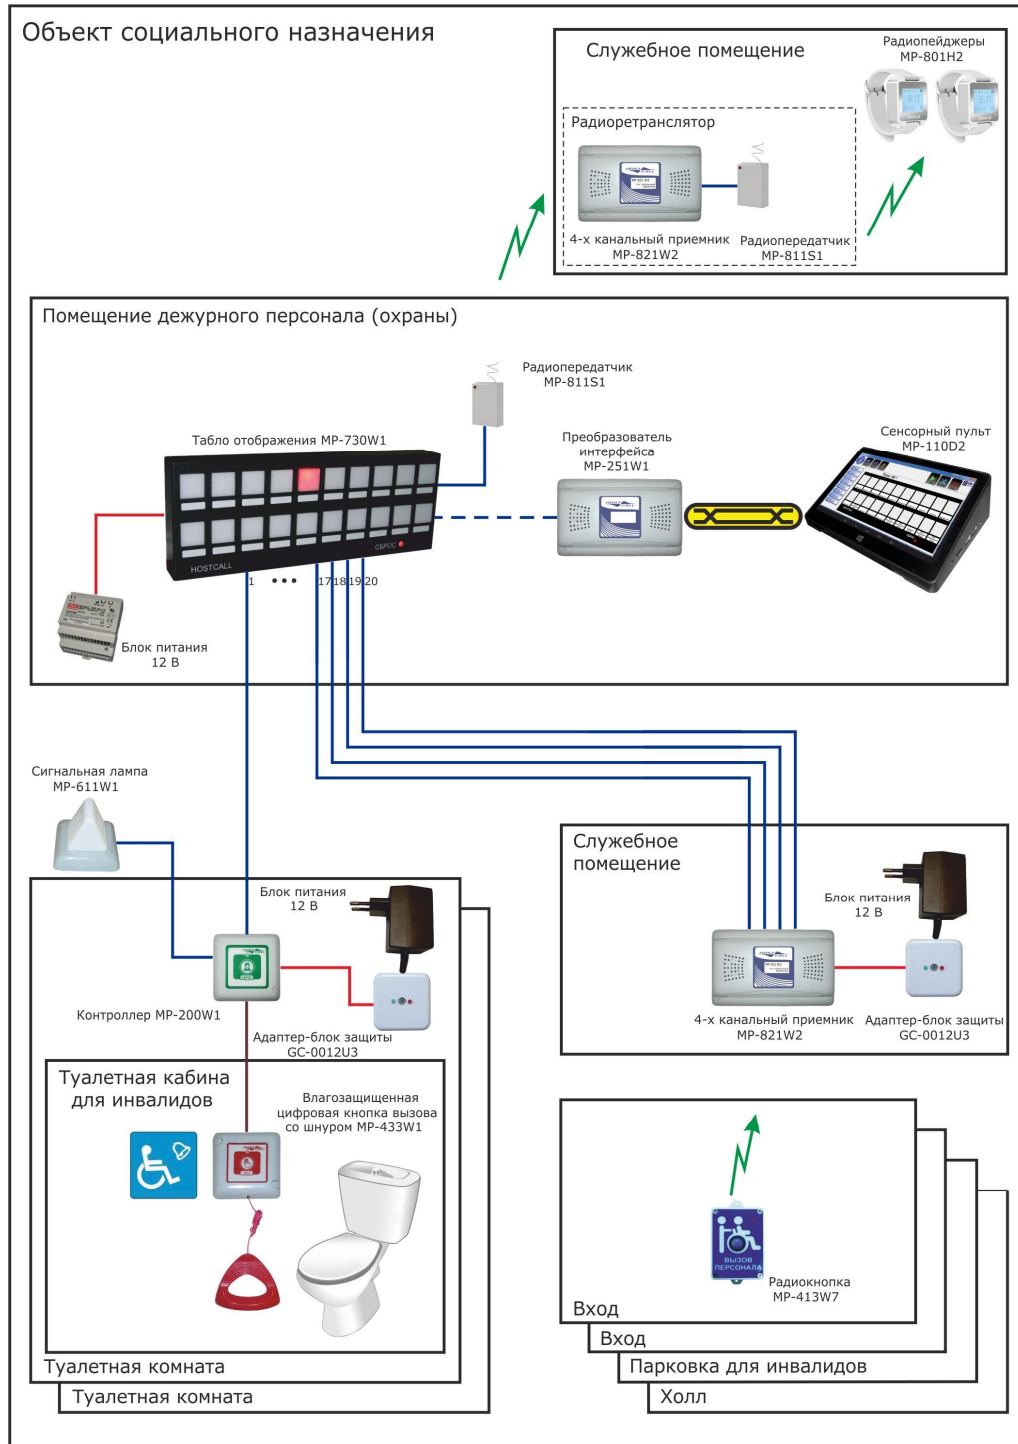 Объект социального назначения
Служебное помещение
Радиопейджеры
MP-801H2
Радиоретранслятор
4-х канальный приемник
MP-821W2
Радиопередатчик
MP-811S1
Помещение дежурного персонала (охраны)
Радиопередатчик
MP-811S1
Табло отображения MP-730W1
Преобразователь
интерфейса
MP-251W1
Сенсорный пульт
MP-110D2
СБРОС
HOSTCALL
1 ••• 17 18 19 20
Блок питания
12 В
Сигнальная лампа
MP-611W1
Блок питания
12 В
Контроллер MP-200W1
Адаптер-блок защиты
GC-0012U3
Служебное
помещение
Блок питания
12 В
4-х канальный приемник
MP-821W2
Адаптер-блок защиты
GC-0012U3
Туалетная кабина
для инвалидов
Влагозащищенная
цифровая кнопка вызова
со шнуром MP-433W1
Туалетная комната
Туалетная комната
ВЫЗОВ
ПЕРСОНАЛА
Радиокнопка
MP-413W7
Вход
Вход
Парковка для инвалидов
Холл